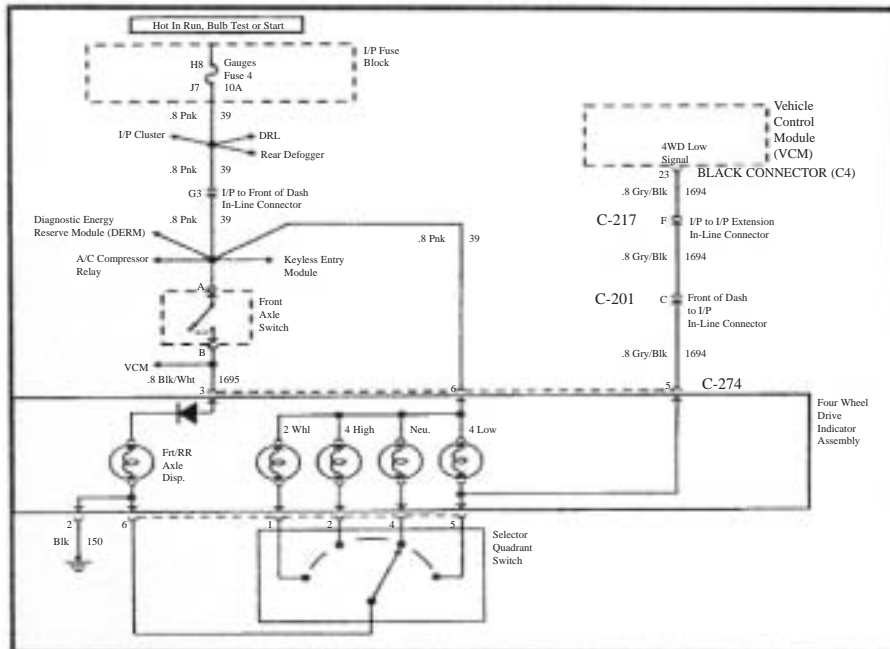 Hot In Run, Bulb Test or Start
I/P Fuse
Block
H8
Gauges
Fuse 4
J7
10A
.8 Pnk
39
I/P Cluster
DRL
Rear Defogger
.8 Pnk
39
G3
I/P to Front of Dash
In-Line Connector
.8 Pnk
39
Diagnostic Energy
Reserve Module (DERM)
A/C Compressor
Relay
Keyless Entry
Module
.8 Pnk
39
A
Front
Axle
Switch
B
VCM
.8 Blk/Wht
1695
3
6
5
C-274
Vehicle
Control
Module
(VCM)
4WD Low
Signal
23
BLACK CONNECTOR (C4)
.8 Gry/Blk
1694
C-217
F
I/P to I/P Extension
In-Line Connector
.8 Gry/Blk
1694
C-201
C
Front of Dash
to I/P
In-Line Connector
.8 Gry/Blk
1694
Four Wheel
Drive
Indicator
Assembly
2 Whl
4 High
Neu.
4 Low
Frt/RR
Axle
Disp.
2
6
1
2
4
5
Blk
150
Selector
Quadrant
Switch